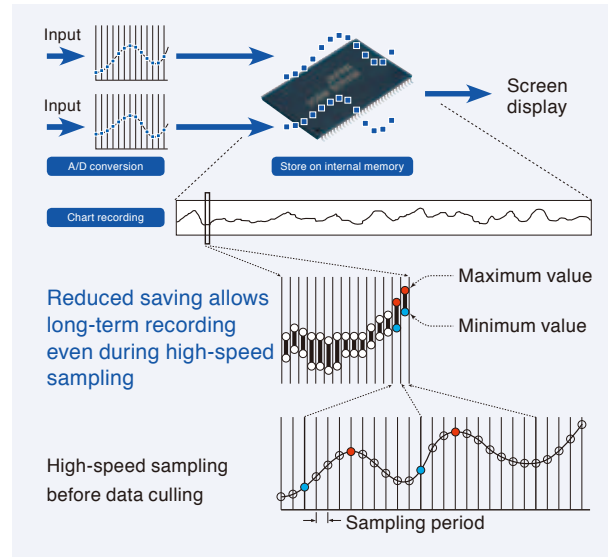 Input
Input
Screen
display
A/D conversion
Store on internal memory
Chart recording
Maximum value
Reduced saving allows
long-term recording
even during high-speed
sampling
Minimum value
High-speed sampling
before data culling
Sampling period